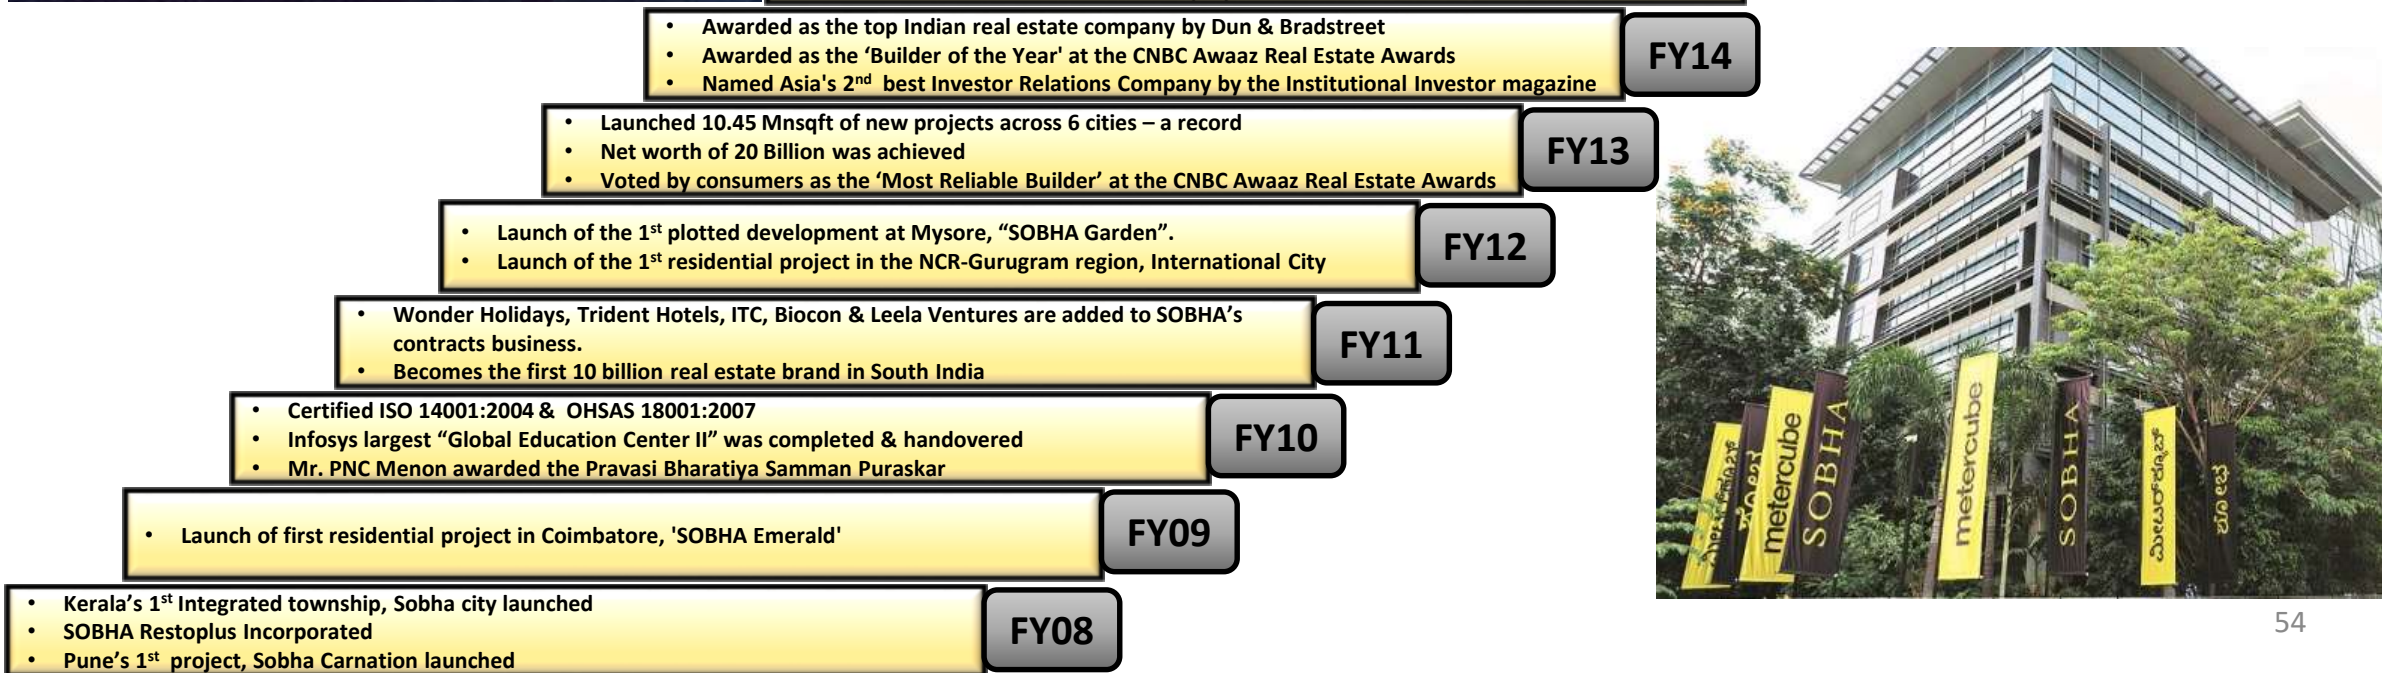 • Awarded as the top Indian real estate company by Dun & Bradstreet
• Awarded as the ‘Builder of the Year' at the CNBC Awaaz Real Estate Awards
• Named Asia's 2nd best Investor Relations Company by the Institutional Investor magazine
FY14
• Launched 10.45 Mnsqft of new projects across 6 cities – a record
• Net worth of 20 Billion was achieved
• Voted by consumers as the ‘Most Reliable Builder’ at the CNBC Awaaz Real Estate Awards
FY13
• Launch of the 1st plotted development at Mysore, “SOBHA Garden”.
• Launch of the 1st residential project in the NCR-Gurugram region, International City
FY12
• Wonder Holidays, Trident Hotels, ITC, Biocon & Leela Ventures are added to SOBHA’s
contracts business.
• Becomes the first 10 billion real estate brand in South India
FY11
• Certified ISO 14001:2004 & OHSAS 18001:2007
• Infosys largest “Global Education Center II” was completed & handovered
• Mr. PNC Menon awarded the Pravasi Bharatiya Samman Puraskar
FY10
• Launch of first residential project in Coimbatore, 'SOBHA Emerald'
FY09
• Kerala’s 1st Integrated township, Sobha city launched
• SOBHA Restoplus Incorporated
• Pune’s 1st project, Sobha Carnation launched
FY08
ಶೋಭ
metercube
SOBHA
metercube
SOBHA
ಮೀಟರ್‌ಕ್ಯೂಬ್
ಶೋಭ
54